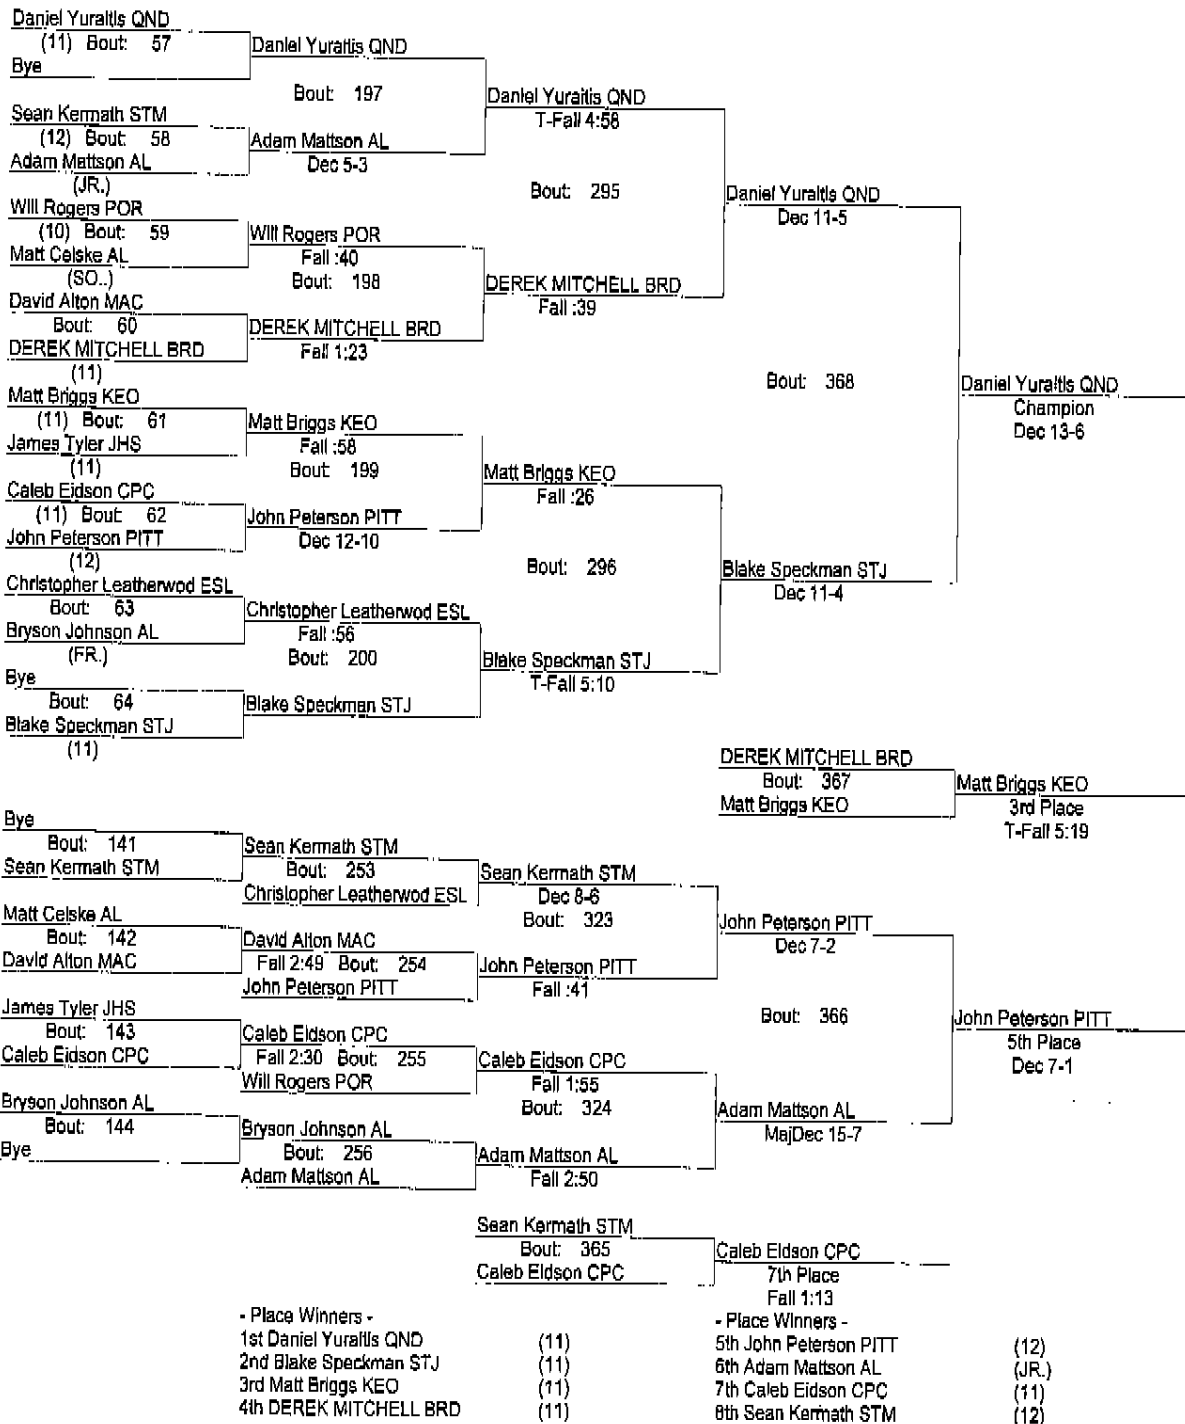 Daniel Yuraitis QND
(11) Bout: 57
Bye
Daniel Yuraitis QND
Bout: 197
Sean Kermath STM
(12) Bout: 58
Adam Mattson AL
(JR.)
Adam Mattson AL
Dec 5-3
Daniel Yuraitis QND
T-Fall 4:58
Bout: 295
Will Rogers POR
(10) Bout: 59
Matt Celske AL
(SO..)
Will Rogers POR
Fall :40
Bout: 198
David Alton MAC
Bout: 60
DEREK MITCHELL BRD
(11)
DEREK MITCHELL BRD
Fall 1:23
DEREK MITCHELL BRD
Fall :39
Daniel Yuraitis QND
Dec 11-5
Bout: 368
Daniel Yuraitis QND
Champion
Dec 13-6
Matt Briggs KEO
(11) Bout: 61
James Tyler JHS
(11)
Matt Briggs KEO
Fall :58
Bout: 199
Caleb Eidson CPC
(11) Bout: 62
John Peterson PITT
(12)
John Peterson PITT
Dec 12-10
Matt Briggs KEO
Fall :26
Bout: 296
Christopher Leatherwod ESL
Bout: 63
Bryson Johnson AL
(FR.)
Christopher Leatherwod ESL
Fall :56
Bout: 200
Bye
Bout: 64
Blake Speckman STJ
(11)
Blake Speckman STJ
Blake Speckman STJ
T-Fall 5:10
Blake Speckman STJ
Dec 11-4
DEREK MITCHELL BRD
Bout: 367
Matt Briggs KEO
Matt Briggs KEO
3rd Place
T-Fall 5:19
Bye
Bout: 141
Sean Kermath STM
Sean Kermath STM
Bout: 253
Christopher Leatherwod ESL
Sean Kermath STM
Dec 8-6
Bout: 323
Matt Celske AL
Bout: 142
David Alton MAC
David Alton MAC
Fall 2:49 Bout: 254
John Peterson PITT
John Peterson PITT
Fall :41
John Peterson PITT
Dec 7-2
Bout: 366
John Peterson PITT
5th Place
Dec 7-1
James Tyler JHS
Bout: 143
Caleb Eidson CPC
Caleb Eidson CPC
Fall 2:30 Bout: 255
Will Rogers POR
Caleb Eidson CPC
Fall 1:55
Bout: 324
Bryson Johnson AL
Bout: 144
Bye
Bryson Johnson AL
Bout: 256
Adam Mattson AL
Adam Mattson AL
Fall 2:50
Adam Mattson AL
MajDec 15-7
Sean Kermath STM
Bout: 365
Caleb Eidson CPC
Caleb Eidson CPC
7th Place
Fall 1:13
- Place Winners -
1st Daniel Yuraitis QND (11)
2nd Blake Speckman STJ (11)
3rd Matt Briggs KEO (11)
4th DEREK MITCHELL BRD (11)
- Place Winners -
5th John Peterson PITT (12)
6th Adam Mattson AL (JR.)
7th Caleb Eidson CPC (11)
8th Sean Kermath STM (12)